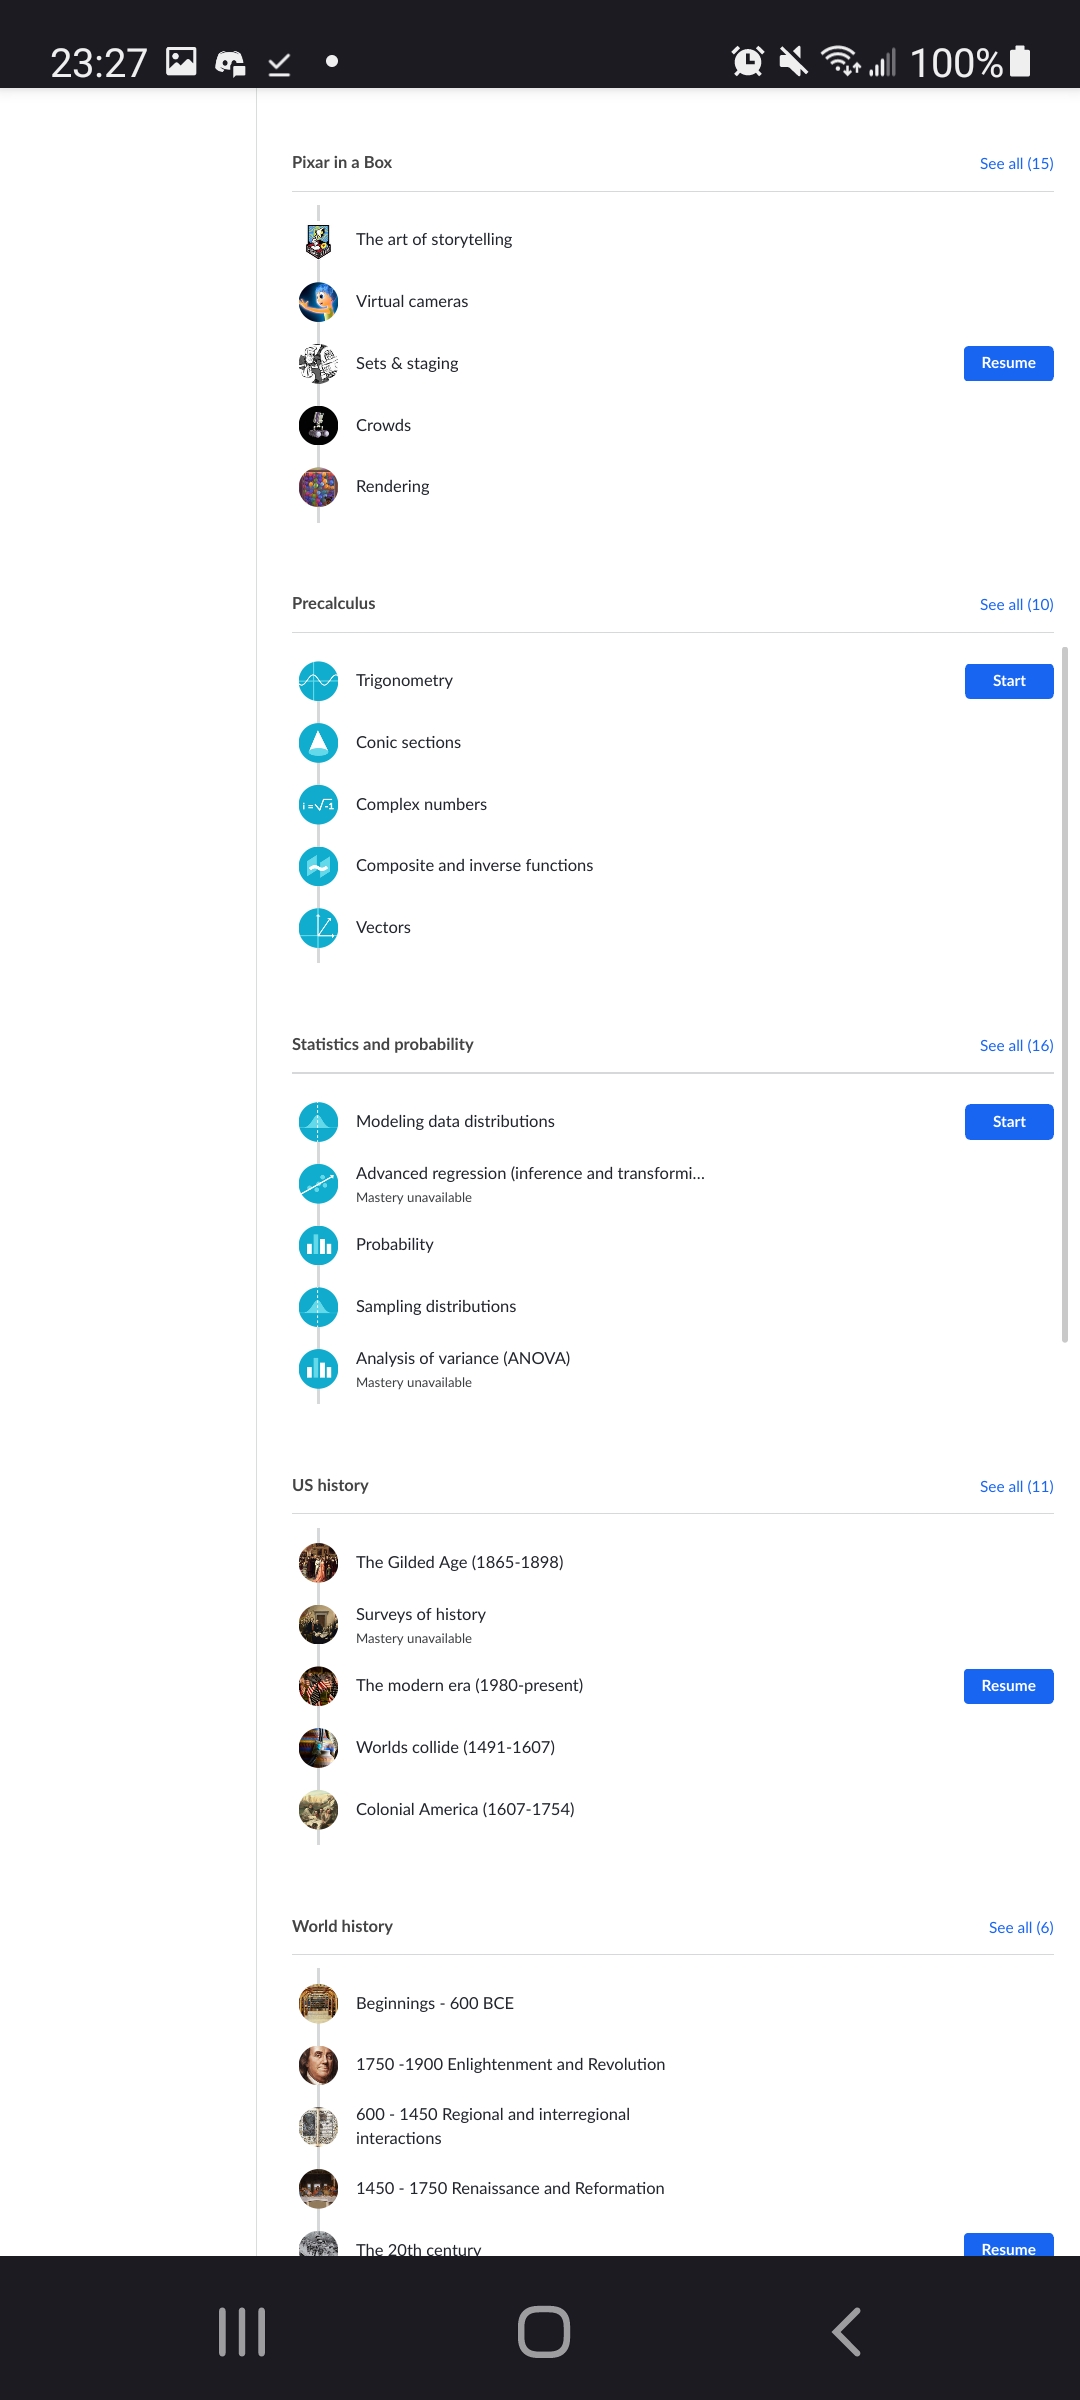 23:27
100%
Pixar in a Box
See all (15)
The art of storytelling
Virtual cameras
Sets & staging
Resume
Crowds
Rendering
Precalculus
See all (10)
Trigonometry
Start
Conic sections
i=√-1
Complex numbers
Composite and inverse functions
Vectors
Statistics and probability
See all (16)
Modeling data distributions
Start
Advanced regression (inference and transformi...
Mastery unavailable
Probability
Sampling distributions
Analysis of variance (ANOVA)
Mastery unavailable
US history
See all (11)
The Gilded Age (1865-1898)
Surveys of history
Mastery unavailable
The modern era (1980-present)
Resume
Worlds collide (1491-1607)
Colonial America (1607-1754)
World history
See all (6)
Beginnings - 600 BCE
1750 -1900 Enlightenment and Revolution
600 - 1450 Regional and interregional
interactions
1450 - 1750 Renaissance and Reformation
The 20th century
Resume